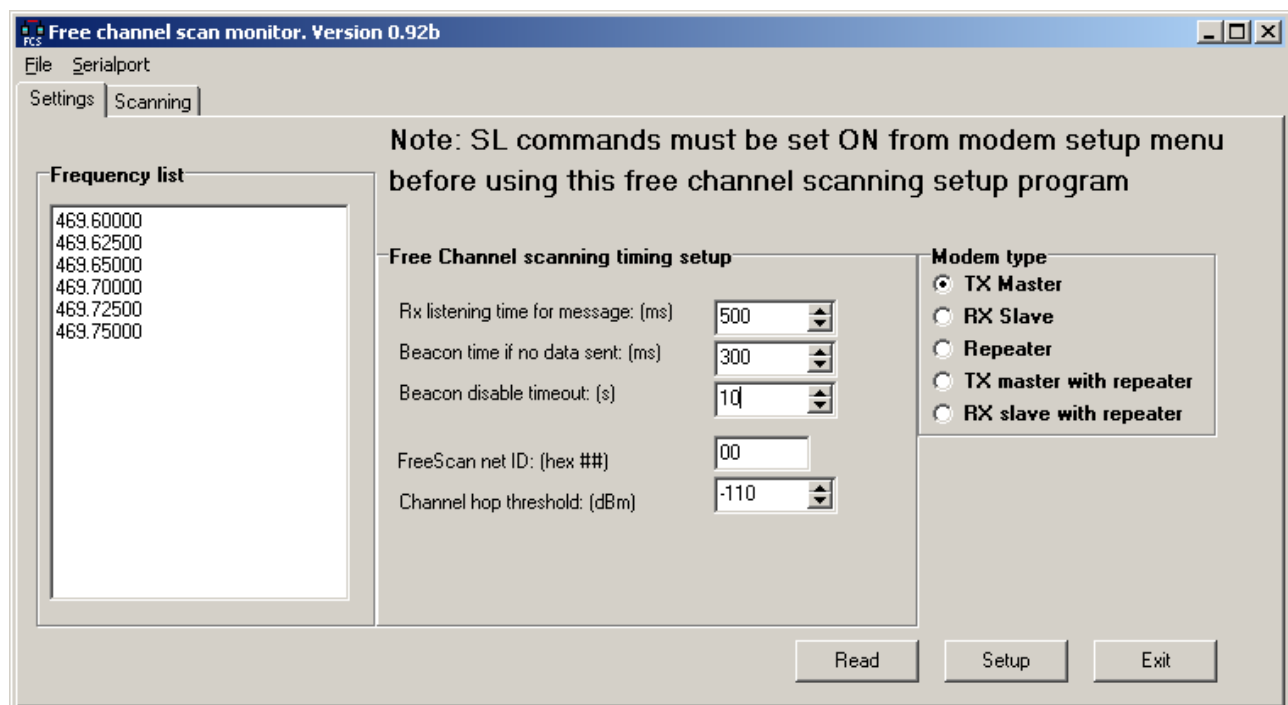 FCS Free channel scan monitor. Version 0.92b
File Serialport
Settings Scanning
Note: SL commands must be set ON from modem setup menu
before using this free channel scanning setup program
Frequency list
469.60000
469.62500
469.65000
469.70000
469.72500
469.75000
Free Channel scanning timing setup
Rx listening time for message: (ms) 500
Beacon time if no data sent: (ms) 300
Beacon disable timeout: (s) 10
FreeScan net ID: (hex ##) 00
Channel hop threshold: (dBm) -110
Modem type
TX Master
RX Slave
Repeater
TX master with repeater
RX slave with repeater
Read Setup Exit